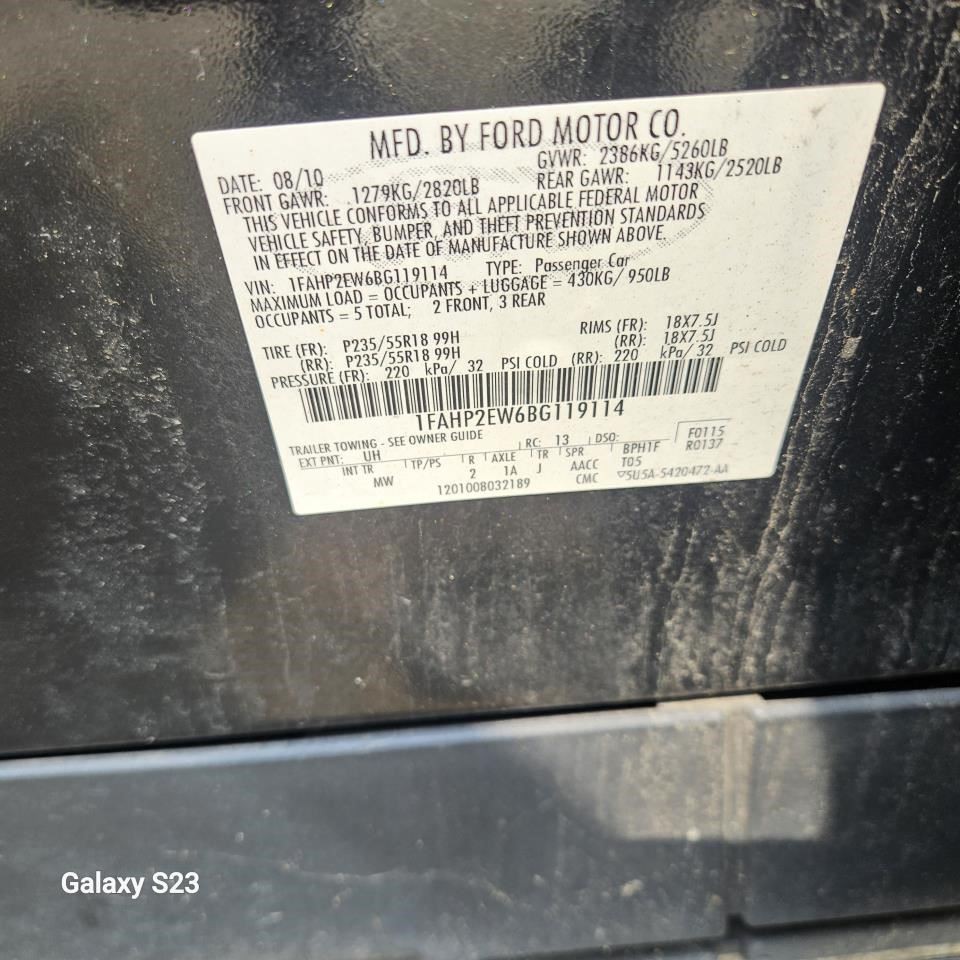 MFD. BY FORD MOTOR CO.
DATE: 08/10 GVWR: 2386KG/5260LB
FRONT GAWR: 1279KG/2820LB REAR GAWR: 1143KG/2520LB
THIS VEHICLE CONFORMS TO ALL APPLICABLE FEDERAL MOTOR
VEHICLE SAFETY, BUMPER, AND THEFT PREVENTION STANDARDS
IN EFFECT ON THE DATE OF MANUFACTURE SHOWN ABOVE.
VIN: 1FAHP2EW6BG119114 TYPE: Passenger Car
MAXIMUM LOAD = OCCUPANTS + LUGGAGE = 430KG/ 950LB
OCCUPANTS = 5 TOTAL; 2 FRONT, 3 REAR
TIRE (FR): P235/55R18 99H RIMS (FR): 18X7.5J
(RR): P235/55R18 99H (RR): 18X7.5J
PRESSURE (FR): 220 kPa/ 32 PSI COLD (RR): 220 kPa/ 32 PSI COLD
1FAHP2EW6BG119114
TRAILER TOWING - SEE OWNER GUIDE
EXT PNT: UH RC: 13 DSO: F0115
INT TR TP/PS R AXLE TR SPR BPH1F R0137
MW 2 1A J AACC T05
1201008032189 CMC 5U5A-5420472-AA
Galaxy S23